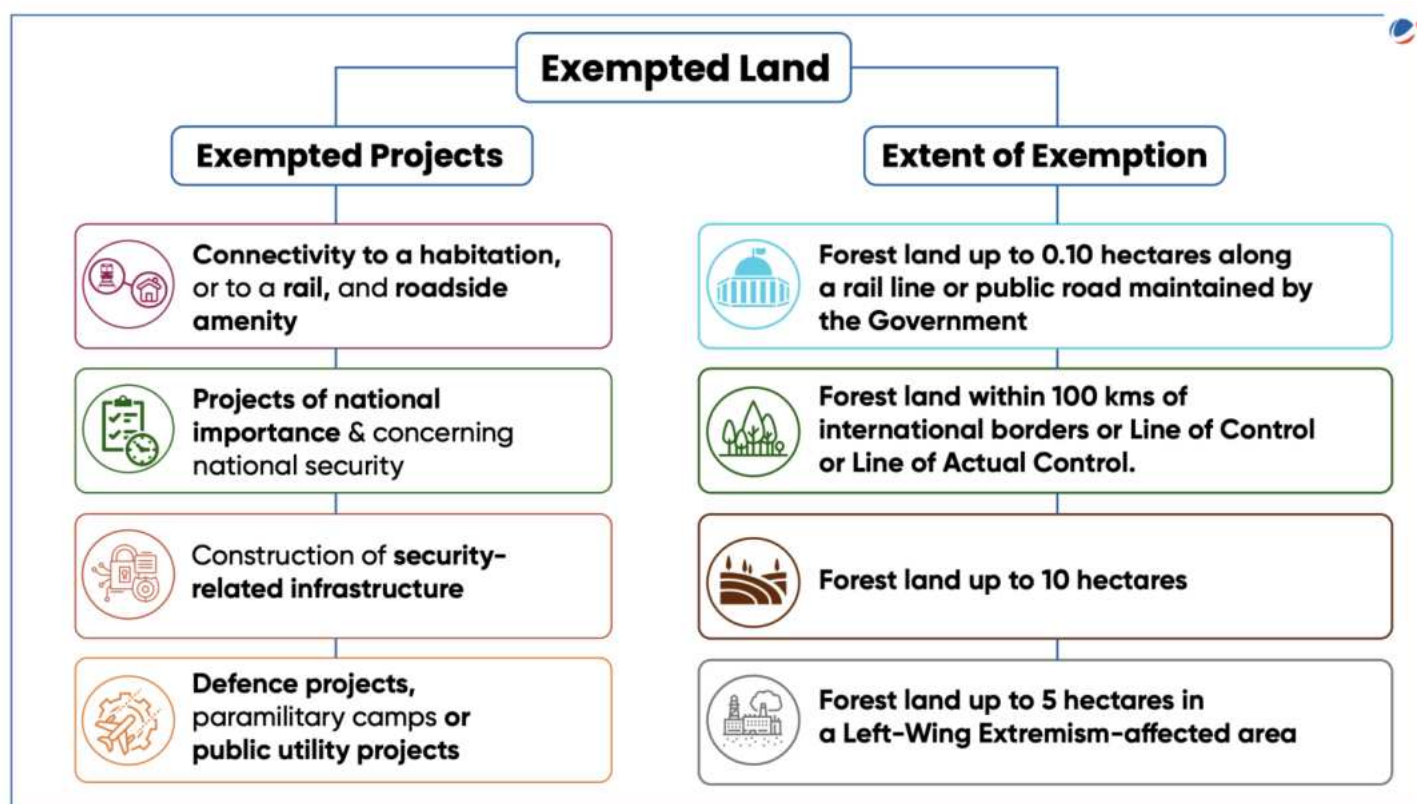 Exempted Land
Exempted Projects
Connectivity to a habitation,
or to a rail, and roadside
amenity
Projects of national
importance & concerning
national security
Construction of security-
related infrastructure
Defence projects,
paramilitary camps or
public utility projects
Extent of Exemption
Forest land up to 0.10 hectares along
a rail line or public road maintained by
the Government
Forest land within 100 kms of
international borders or Line of Control
or Line of Actual Control.
Forest land up to 10 hectares
Forest land up to 5 hectares in
a Left-Wing Extremism-affected area